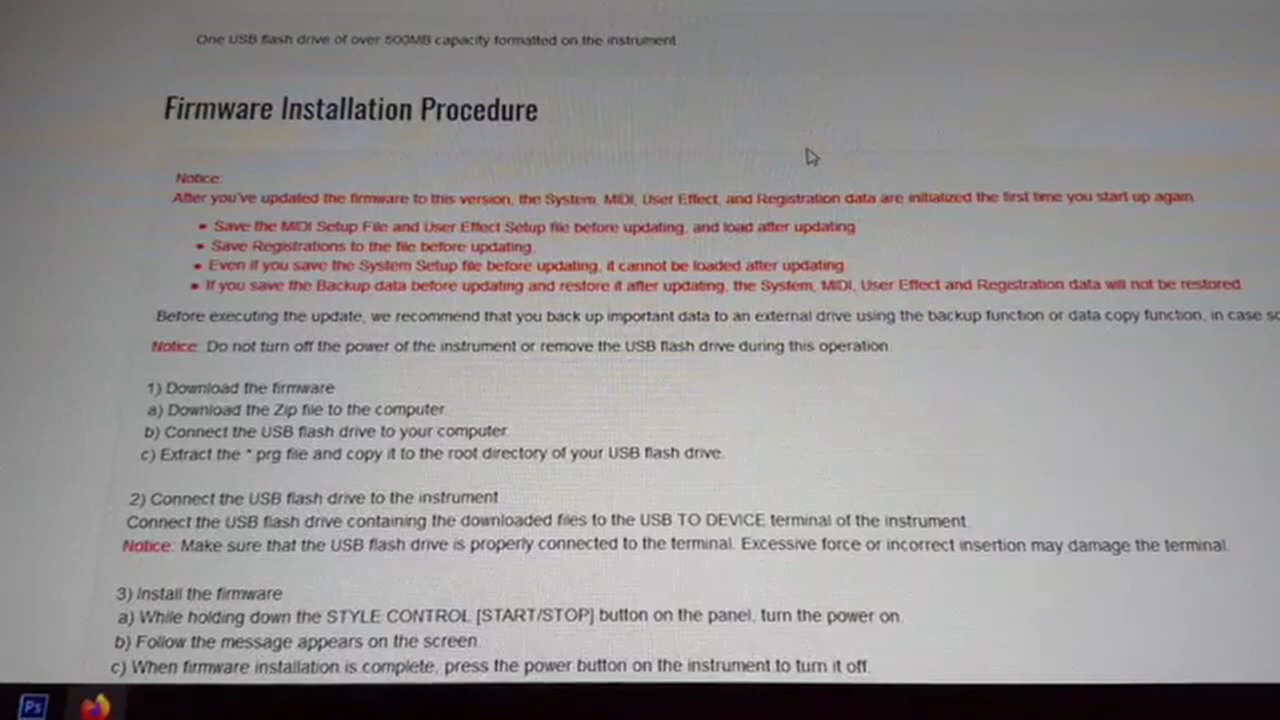 One USB flash drive of over 500MB capacity formatted on the instrument.
Firmware Installation Procedure
Notice:
After you've updated the firmware to this version, the System, MIDI, User Effect, and Registration data are initialized the first time you start up again.
Save the MIDI Setup File and User Effect Setup file before updating, and load after updating
Save Registrations to the file before updating.
Even if you save the System Setup file before updating, it cannot be loaded after updating.
If you save the Backup data before updating and restore it after updating, the System, MIDI, User Effect and Registration data will not be restored.
Before executing the update, we recommend that you back up important data to an external drive using the backup function or data copy function, in case
Notice: Do not turn off the power of the instrument or remove the USB flash drive during this operation.
1) Download the firmware
a) Download the Zip file to the computer.
b) Connect the USB flash drive to your computer.
c) Extract the *.prg file and copy it to the root directory of your USB flash drive.
2) Connect the USB flash drive to the instrument
Connect the USB flash drive containing the downloaded files to the USB TO DEVICE terminal of the instrument.
Notice: Make sure that the USB flash drive is properly connected to the terminal. Excessive force or incorrect insertion may damage the terminal.
3) Install the firmware
a) While holding down the STYLE CONTROL [START/STOP] button on the panel, turn the power on.
b) Follow the message appears on the screen.
c) When firmware installation is complete, press the power button on the instrument to turn it off.
Ps